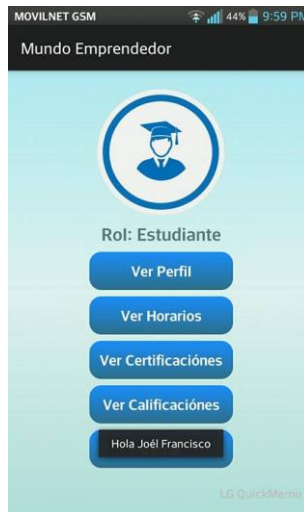 MOVILNET GSM 44% 9:59 PM
Mundo Emprendedor
Rol: Estudiante
Ver Perfil
Ver Horarios
Ver Certificaciónes
Ver Calificaciónes
Hola Joél Francisco
LG QuickMemo